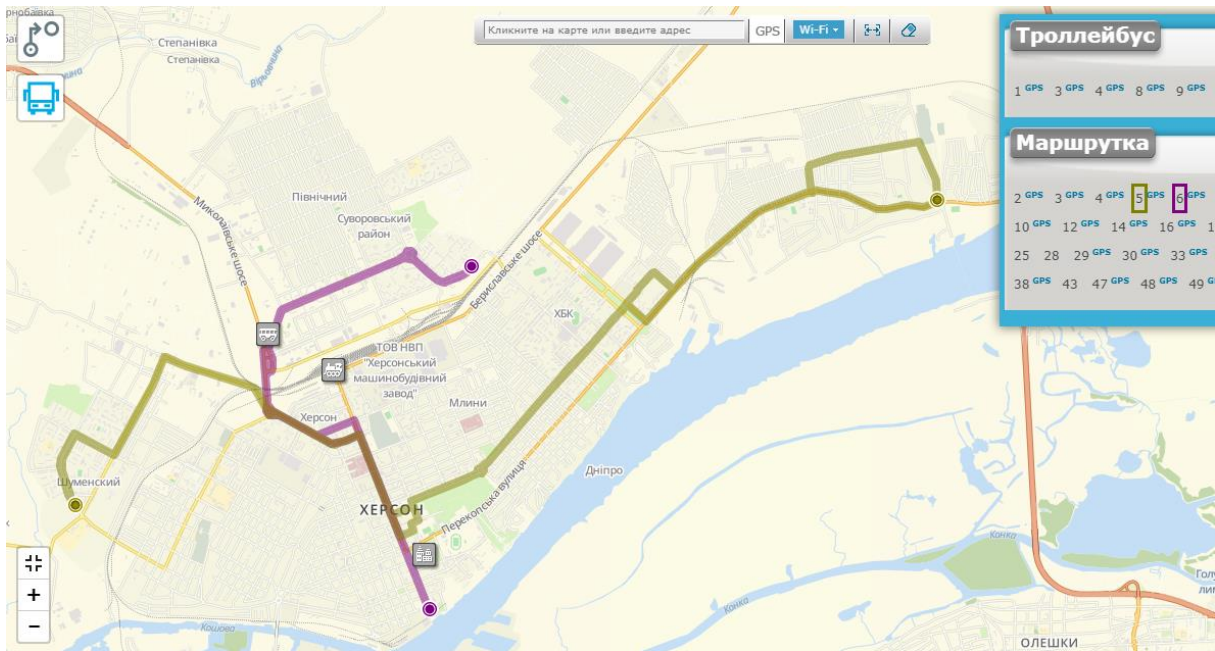 Чорнобаївка
Степанівка
Степанівка
Вірьовчина
Кликните на карте или введите адрес
GPS
Wi-Fi
Троллейбус
1 GPS 3 GPS 4 GPS 8 GPS 9 GPS
Маршрутка
2 GPS 3 GPS 4 GPS 5 GPS 6 GPS
10 GPS 12 GPS 14 GPS 16 GPS 1
25 28 29 GPS 30 GPS 33 GPS
38 GPS 43 47 GPS 48 GPS 49 G
Північний
Миколаївське шосе
Суворовський
район
Бериславське шосе
ХБК
ТОВ НВП
"Херсонський
машинобудівний
завод"
Млини
Херсон
Шуменский
Дніпро
ХЕРСОН
Перекопська вулиця
Конка
Конка
Кошова
ОЛЕШКИ
+
−